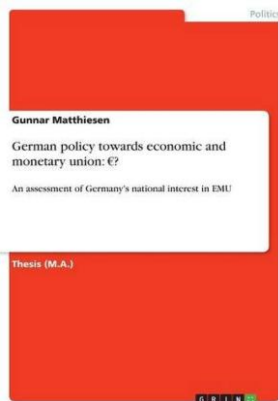 Politics
Gunnar Matthiesen
German policy towards economic and
monetary union: €?
An assessment of Germany's national interest in EMU
Thesis (M.A.)
GRIN